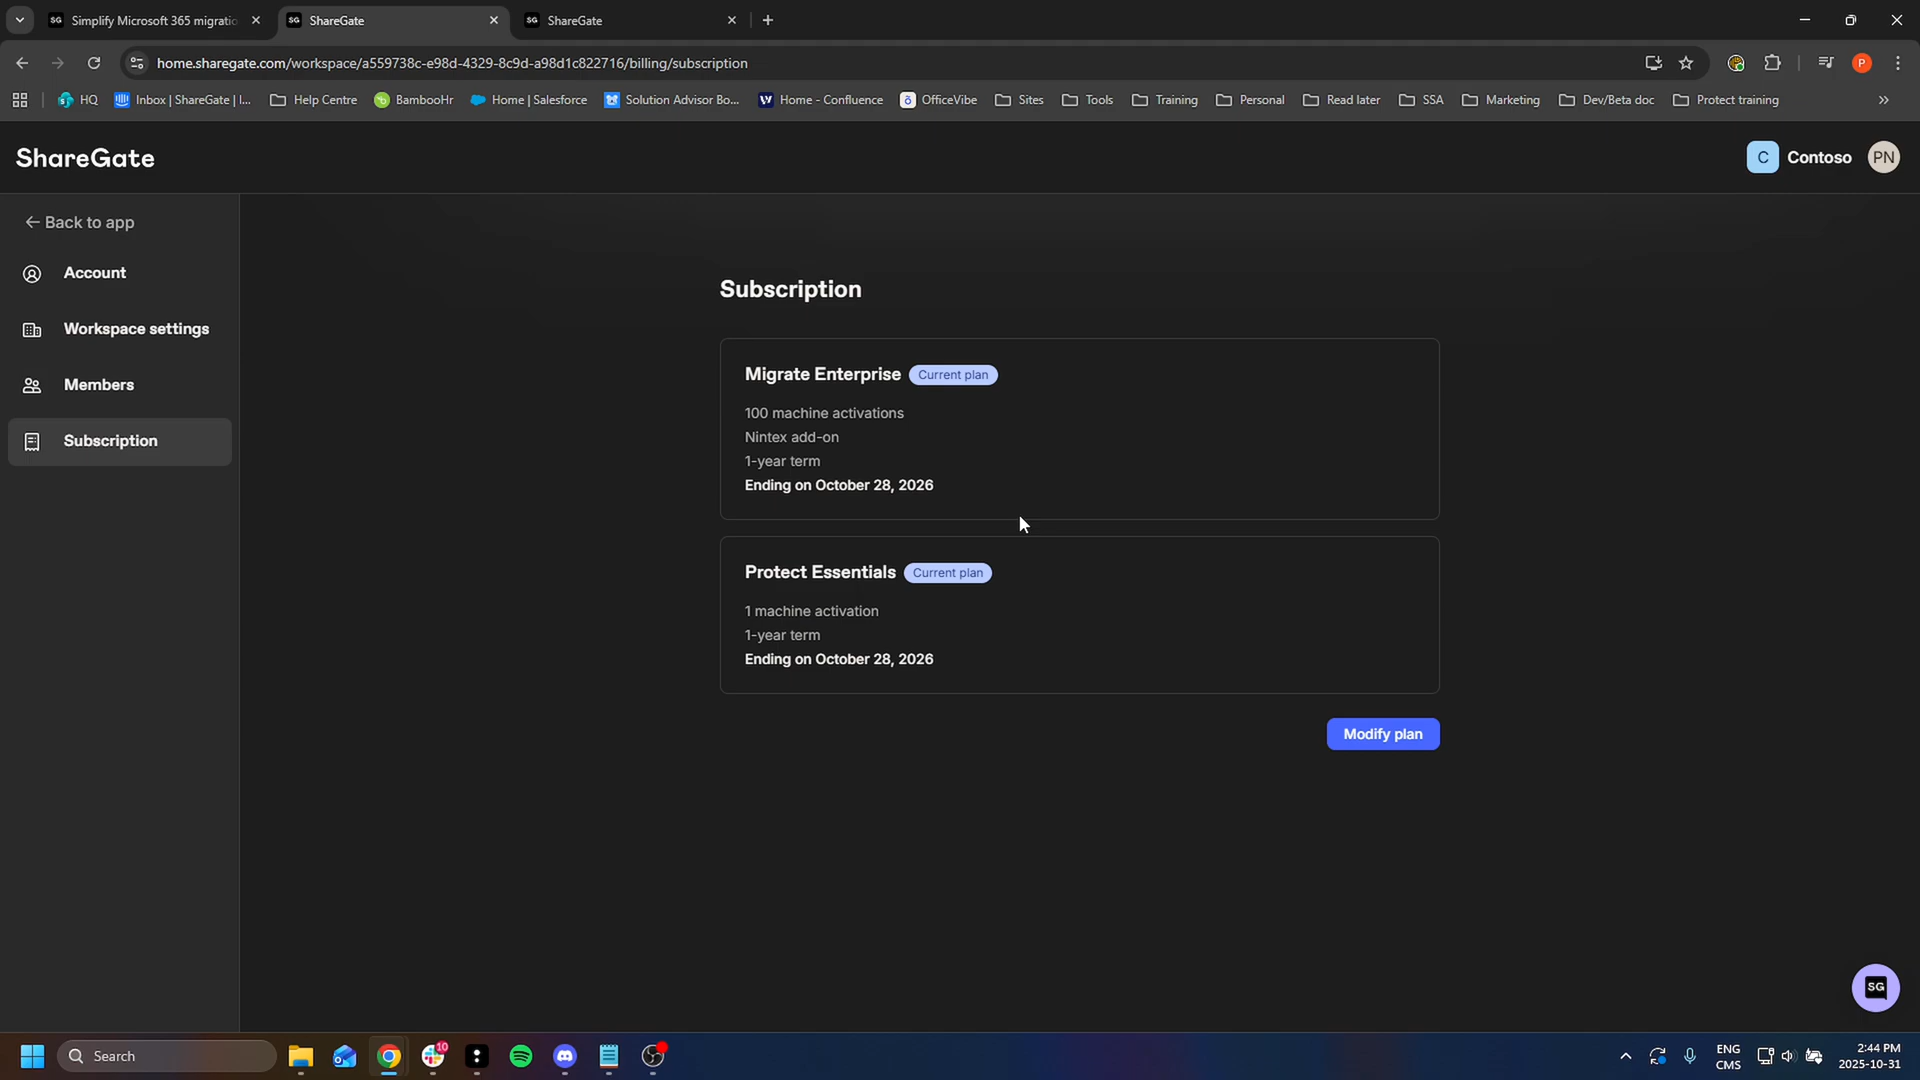 Simplify Microsoft 365 migratio
ShareGate
ShareGate
home.sharegate.com/workspace/a559738c-e98d-4329-8c9d-a98d1c822716/billing/subscription
P
HQ
Inbox | ShareGate | I...
Help Centre
BambooHr
Home | Salesforce
Solution Advisor Bo...
Home - Confluence
OfficeVibe
Sites
Tools
Training
Personal
Read later
SSA
Marketing
Dev/Beta doc
Protect training
ShareGate
C
Contoso
PN
Back to app
Account
Workspace settings
Members
Subscription
Subscription
Migrate Enterprise
Current plan
100 machine activations
Nintex add-on
1-year term
Ending on October 28, 2026
Protect Essentials
Current plan
1 machine activation
1-year term
Ending on October 28, 2026
Modify plan
SG
Search
10
ENG
CMS
2:44 PM
2025-10-31